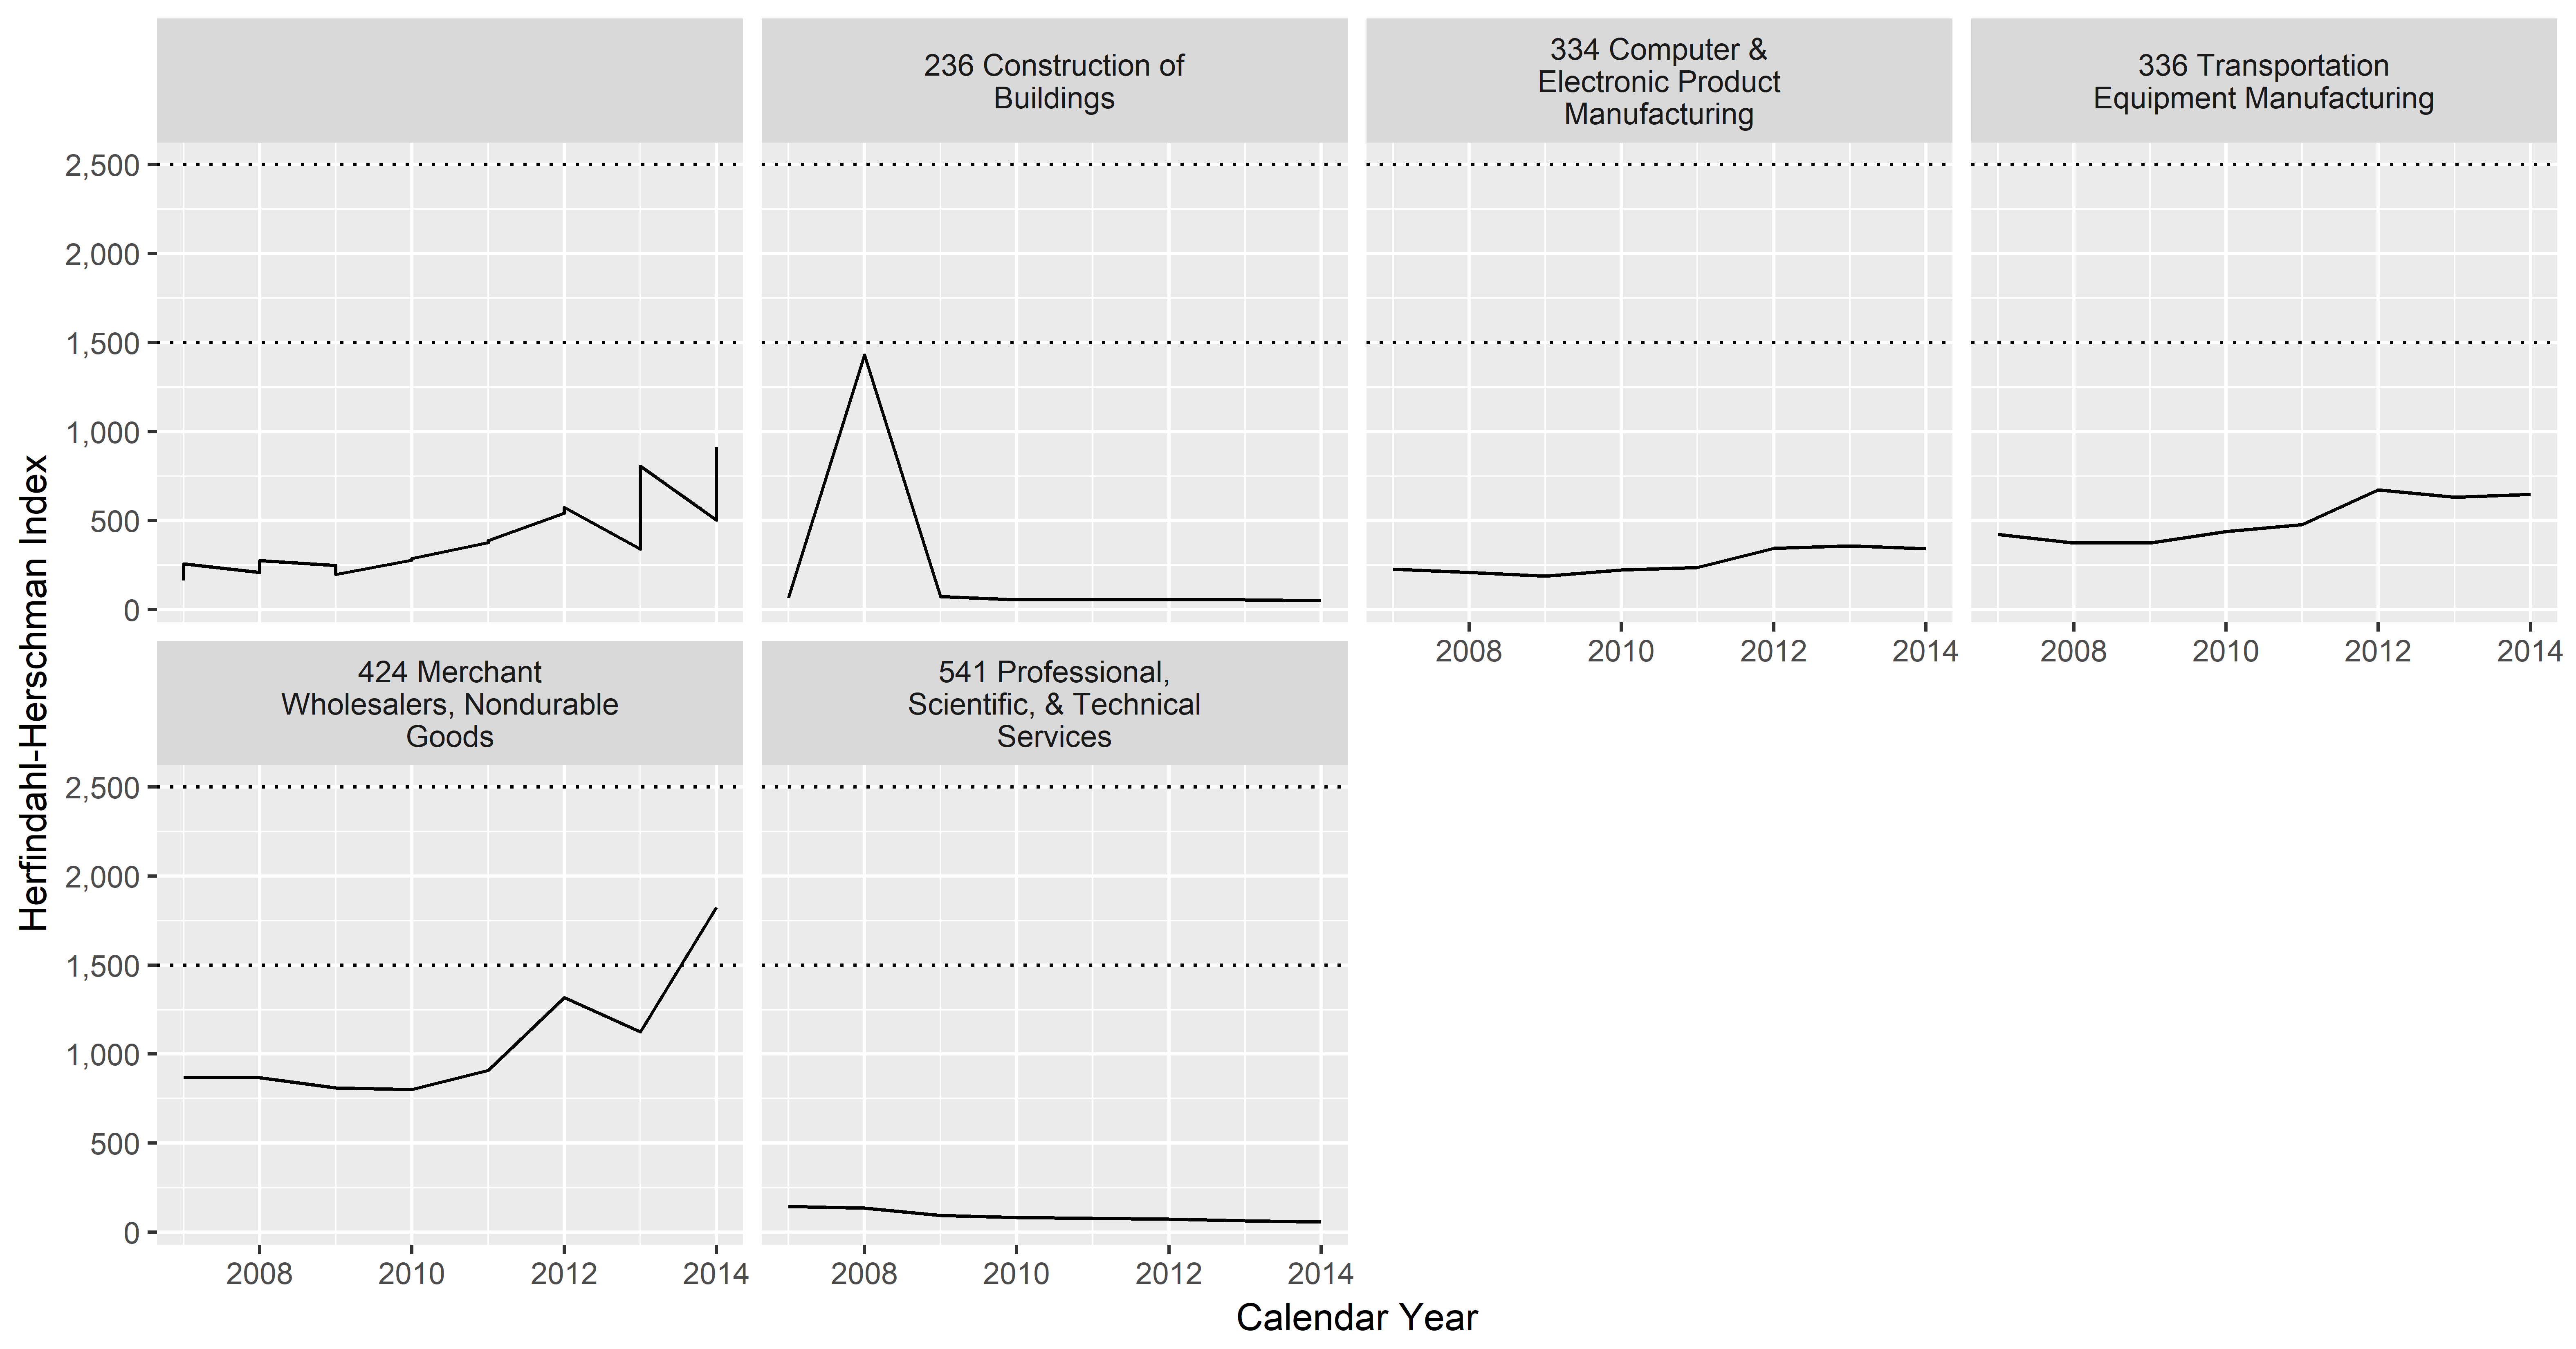 236 Construction of
Buildings
334 Computer &
Electronic Product
Manufacturing
336 Transportation
Equipment Manufacturing
2,500
2,000
1,500
1,000
500
0
2008 2010 2012 2014
2008 2010 2012 2014
424 Merchant
Wholesalers, Nondurable
Goods
541 Professional,
Scientific, & Technical
Services
2,500
2,000
1,500
1,000
500
0
2008 2010 2012 2014
2008 2010 2012 2014
Herfindahl-Herschman Index
Calendar Year